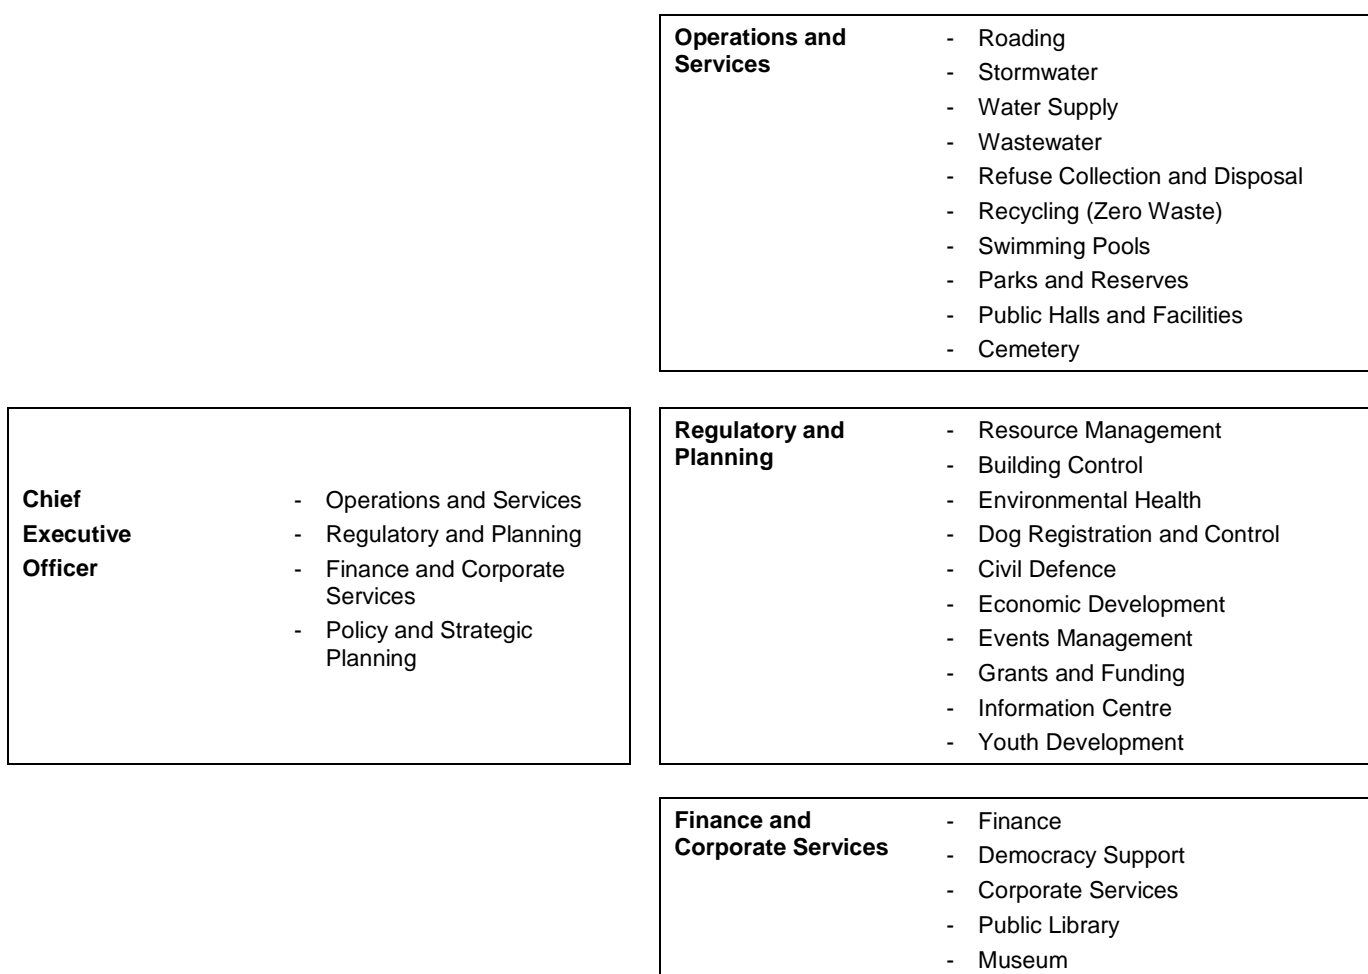 Operations and
Services
- Roading
- Stormwater
- Water Supply
- Wastewater
- Refuse Collection and Disposal
- Recycling (Zero Waste)
- Swimming Pools
- Parks and Reserves
- Public Halls and Facilities
- Cemetery
Chief
Executive
Officer
- Operations and Services
- Regulatory and Planning
- Finance and Corporate
Services
- Policy and Strategic
Planning
Regulatory and
Planning
- Resource Management
- Building Control
- Environmental Health
- Dog Registration and Control
- Civil Defence
- Economic Development
- Events Management
- Grants and Funding
- Information Centre
- Youth Development
Finance and
Corporate Services
- Finance
- Democracy Support
- Corporate Services
- Public Library
- Museum